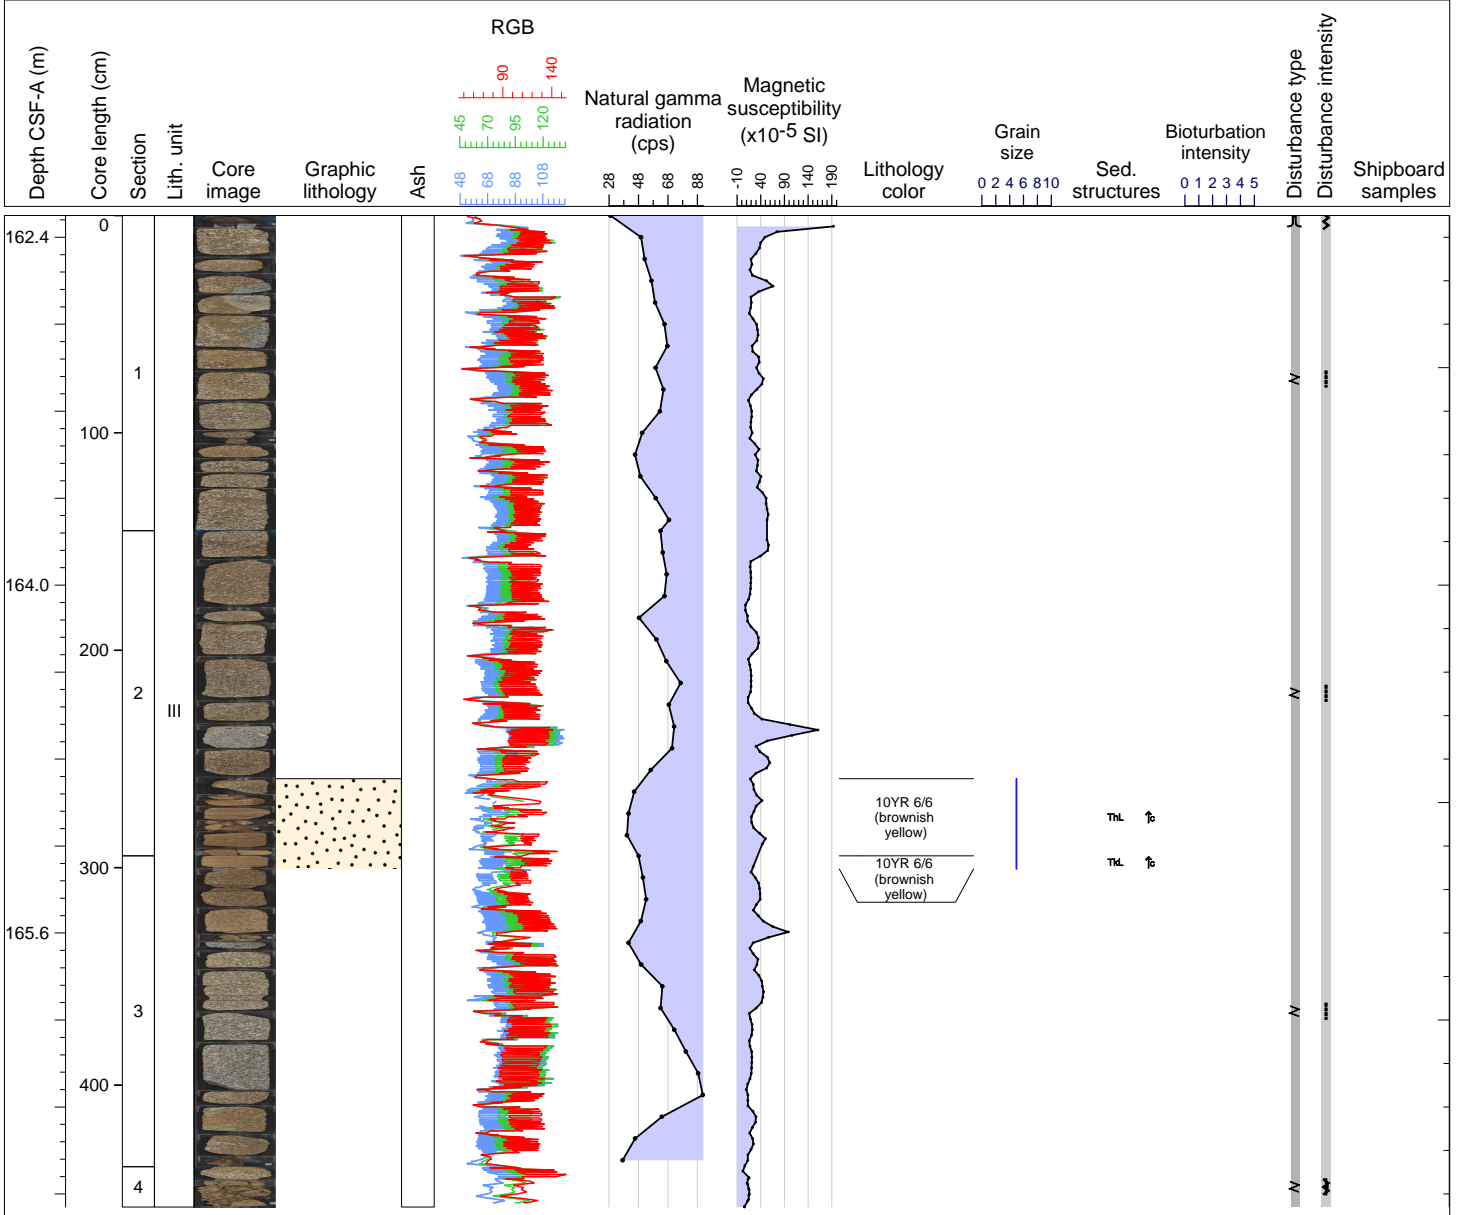 RGB
90 140
45 70 95 120
48 68 88 108
Depth CSF-A (m)
Core length (cm)
Section
Lith. unit
Core
image
Graphic
lithology
Ash
Natural gamma
radiation
(cps)
28 48 68 88
Magnetic
susceptibility
(x10-5 SI)
-10 40 90 140 190
Lithology
color
Grain
size
0 2 4 6 8 10
Sed.
structures
Bioturbation
intensity
0 1 2 3 4 5
Disturbance type
Disturbance intensity
Shipboard
samples
0
162.4
1
100
164.0
200
2
III
10YR 6/6
(brownish
yellow)
ThL c
300
10YR 6/6
(brownish
yellow)
TkL c
165.6
3
400
4